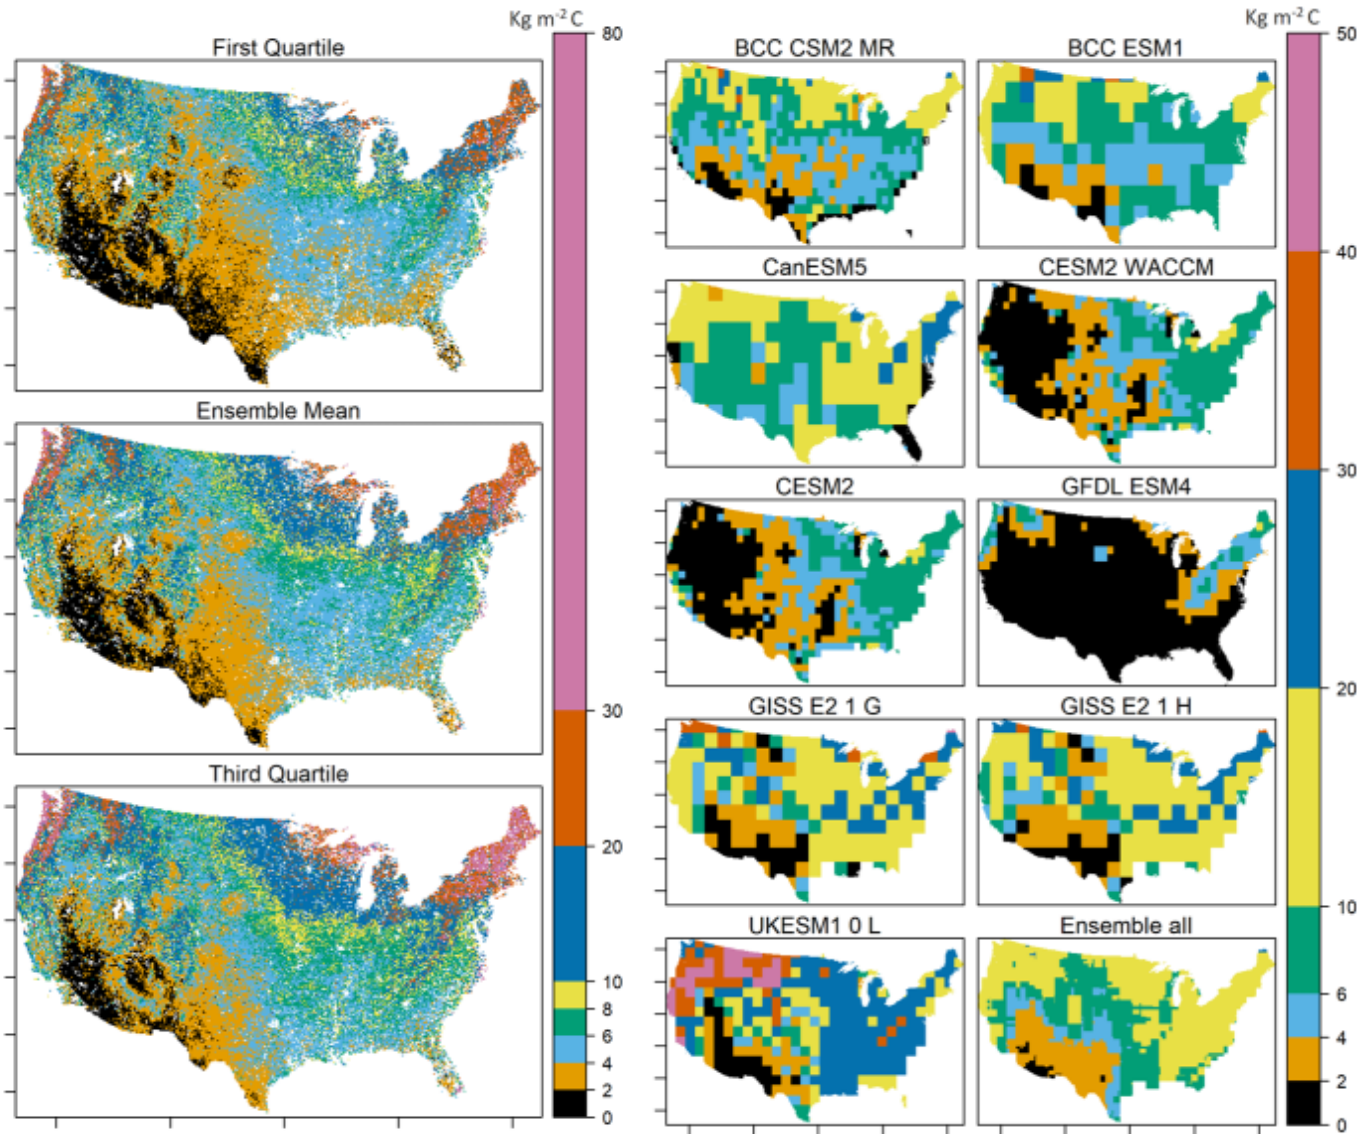 Kg m⁻² C
First Quartile
Ensemble Mean
Third Quartile
80
30
20
10
8
6
4
2
0
Kg m⁻² C
BCC CSM2 MR
BCC ESM1
CanESM5
CESM2 WACCM
CESM2
GFDL ESM4
GISS E2 1 G
GISS E2 1 H
UKESM1 0 L
Ensemble all
50
40
30
20
10
6
4
2
0